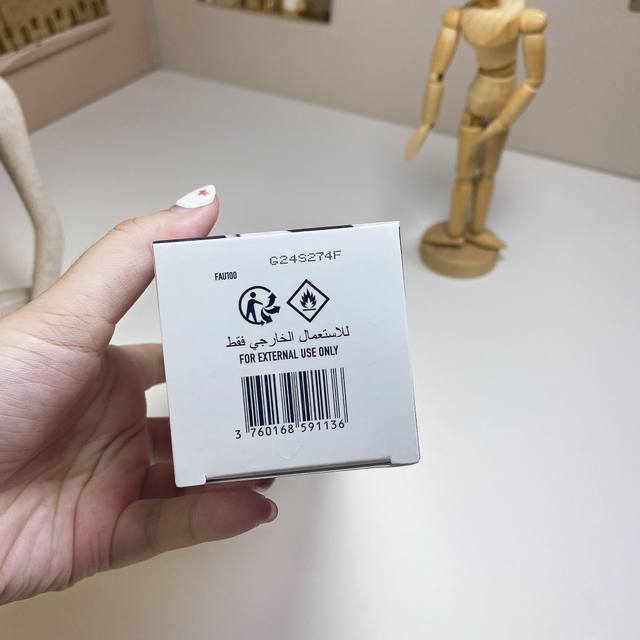 G24S274F
FAU100
للاستعمال الخارجي فقط
FOR EXTERNAL USE ONLY
3 760168 591136